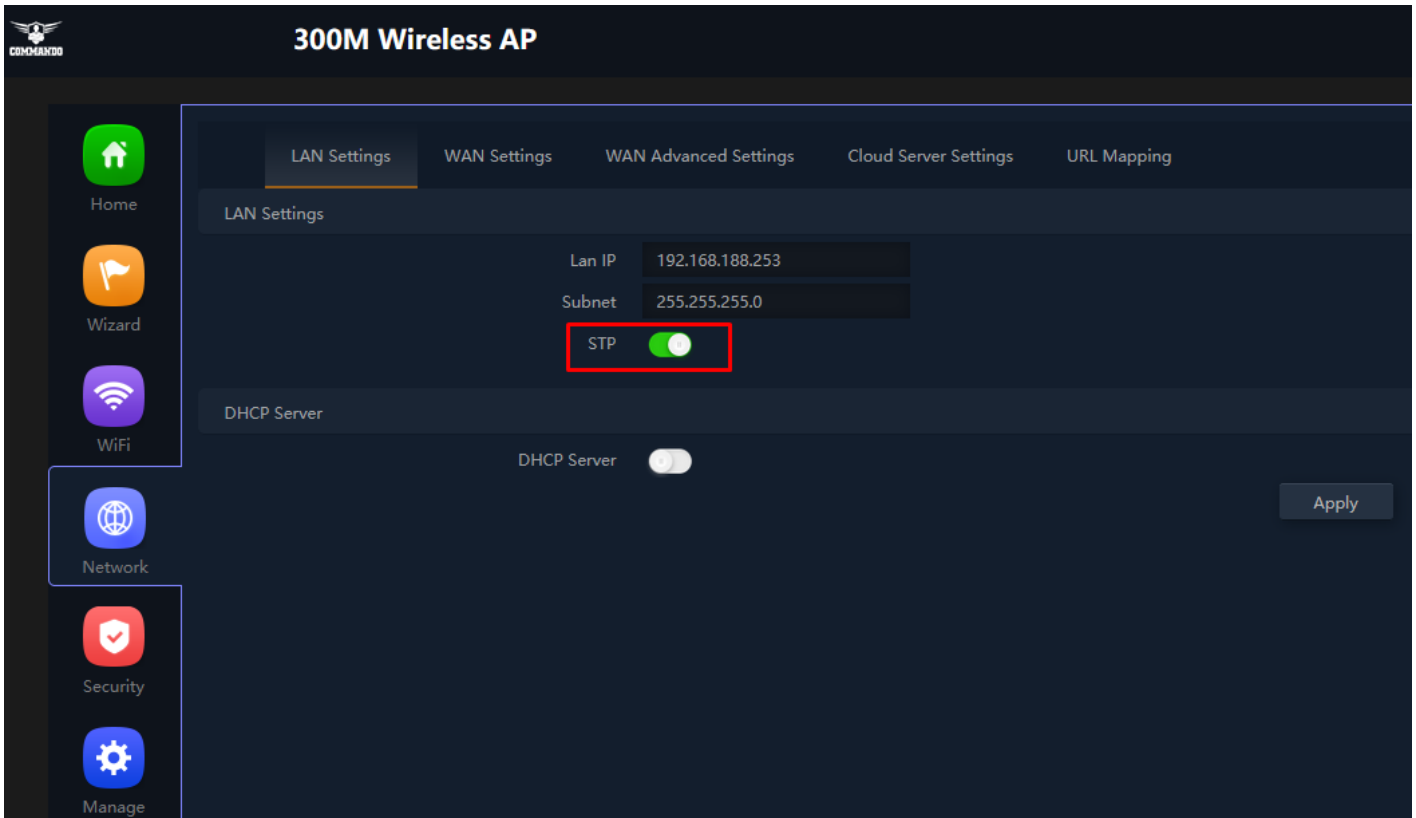 COMMANDO
300M Wireless AP
Home
Wizard
WiFi
Network
Security
Manage
LAN Settings WAN Settings WAN Advanced Settings Cloud Server Settings URL Mapping
LAN Settings
Lan IP 192.168.188.253
Subnet 255.255.255.0
STP
DHCP Server
DHCP Server
Apply